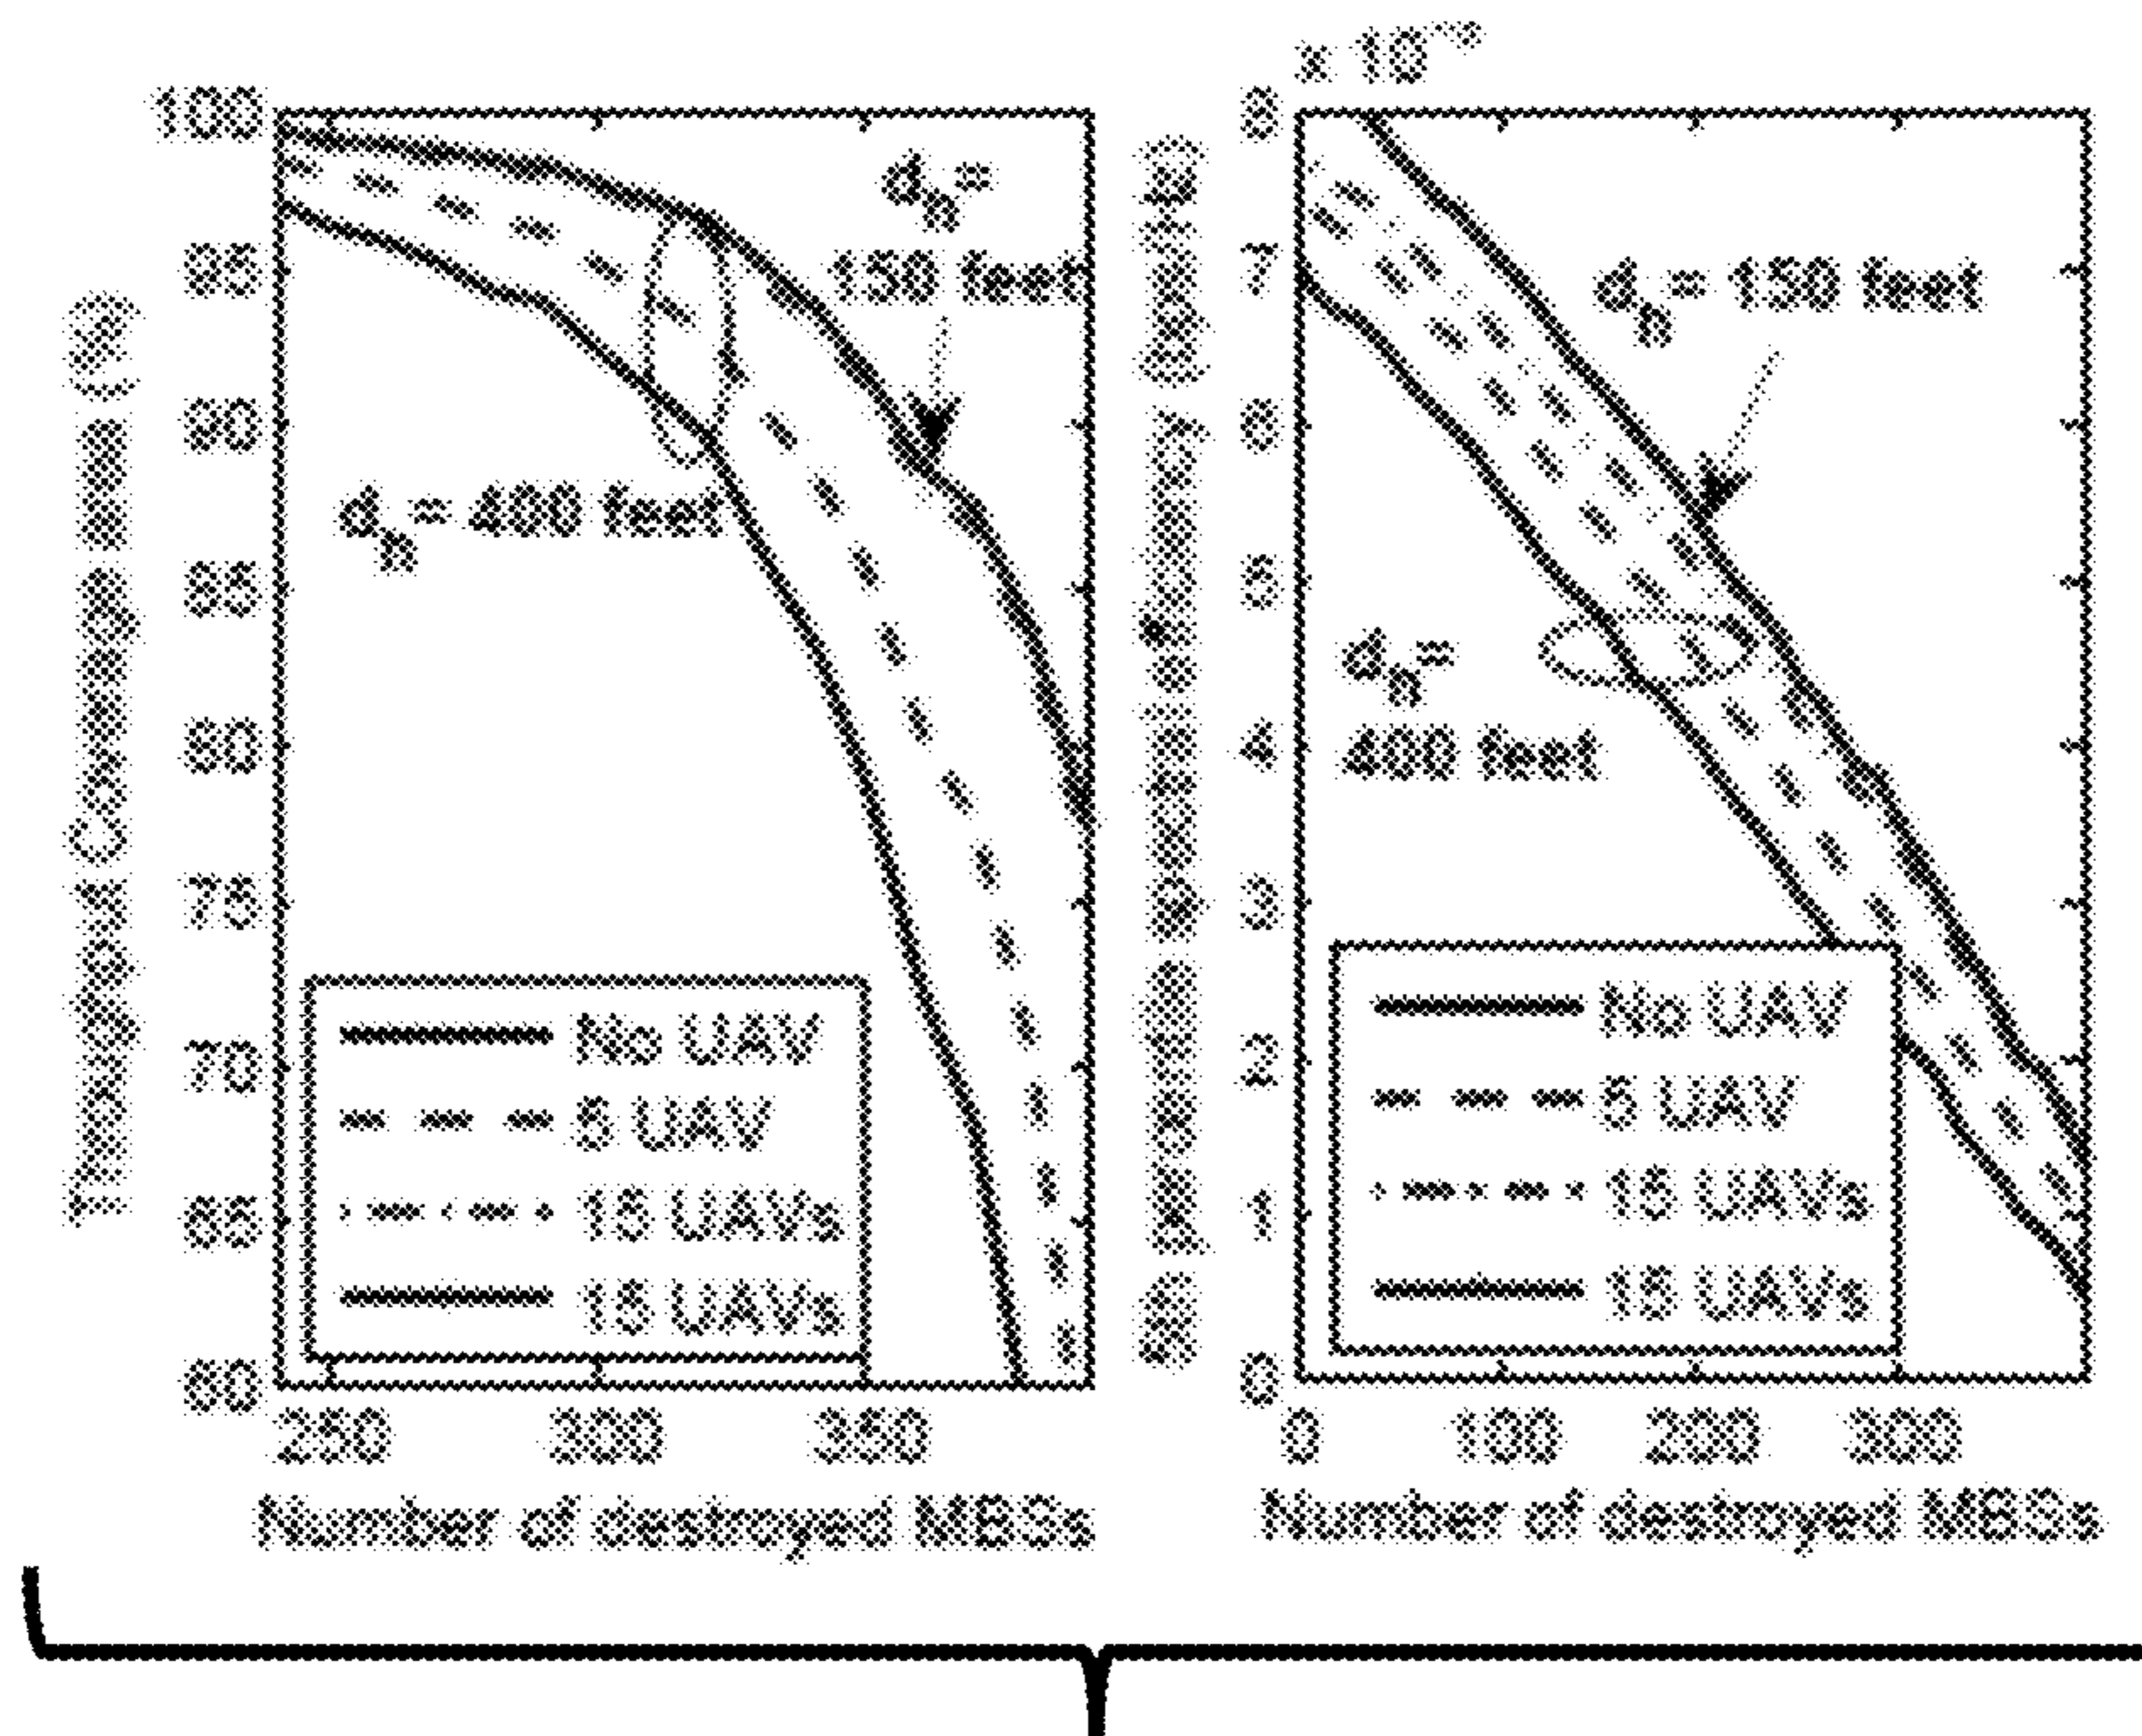 Throughput Coverage
100
95
90
85
80
75
70
65
60
250
300
350
Number of destroyed MBSs
d_h =
150 feet
d_h = 400 feet
No UAV
5 UAV
15 UAVs
15 UAVs
x 10^-3
8
7
6
5
4
3
2
1
0
0
100
200
300
Number of destroyed MBSs
d_h = 150 feet
d_h =
400 feet
No UAV
5 UAV
15 UAVs
15 UAVs